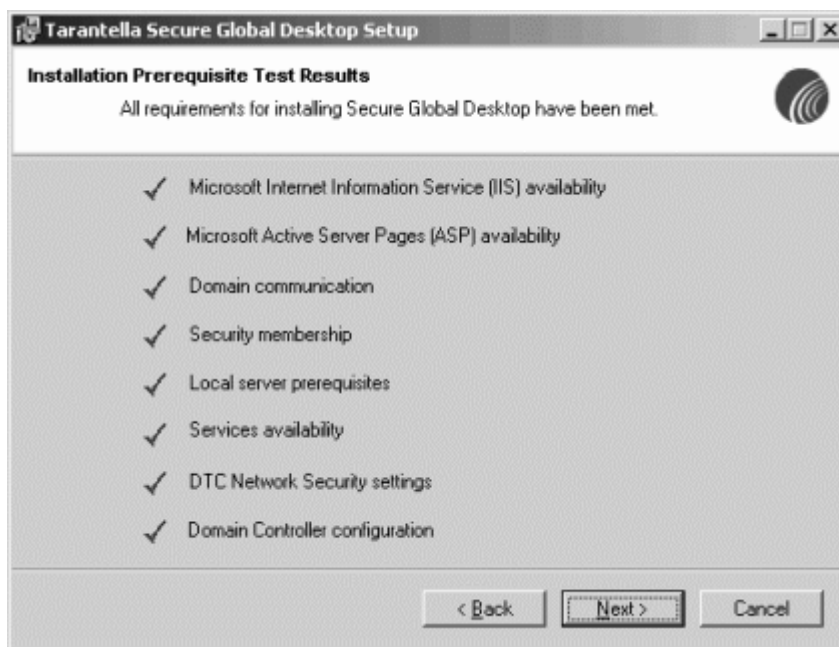 Tarantella Secure Global Desktop Setup
Installation Prerequisite Test Results
All requirements for installing Secure Global Desktop have been met.
Microsoft Internet Information Service (IIS) availability
Microsoft Active Server Pages (ASP) availability
Domain communication
Security membership
Local server prerequisites
Services availability
DTC Network Security settings
Domain Controller configuration
< Back Next > Cancel